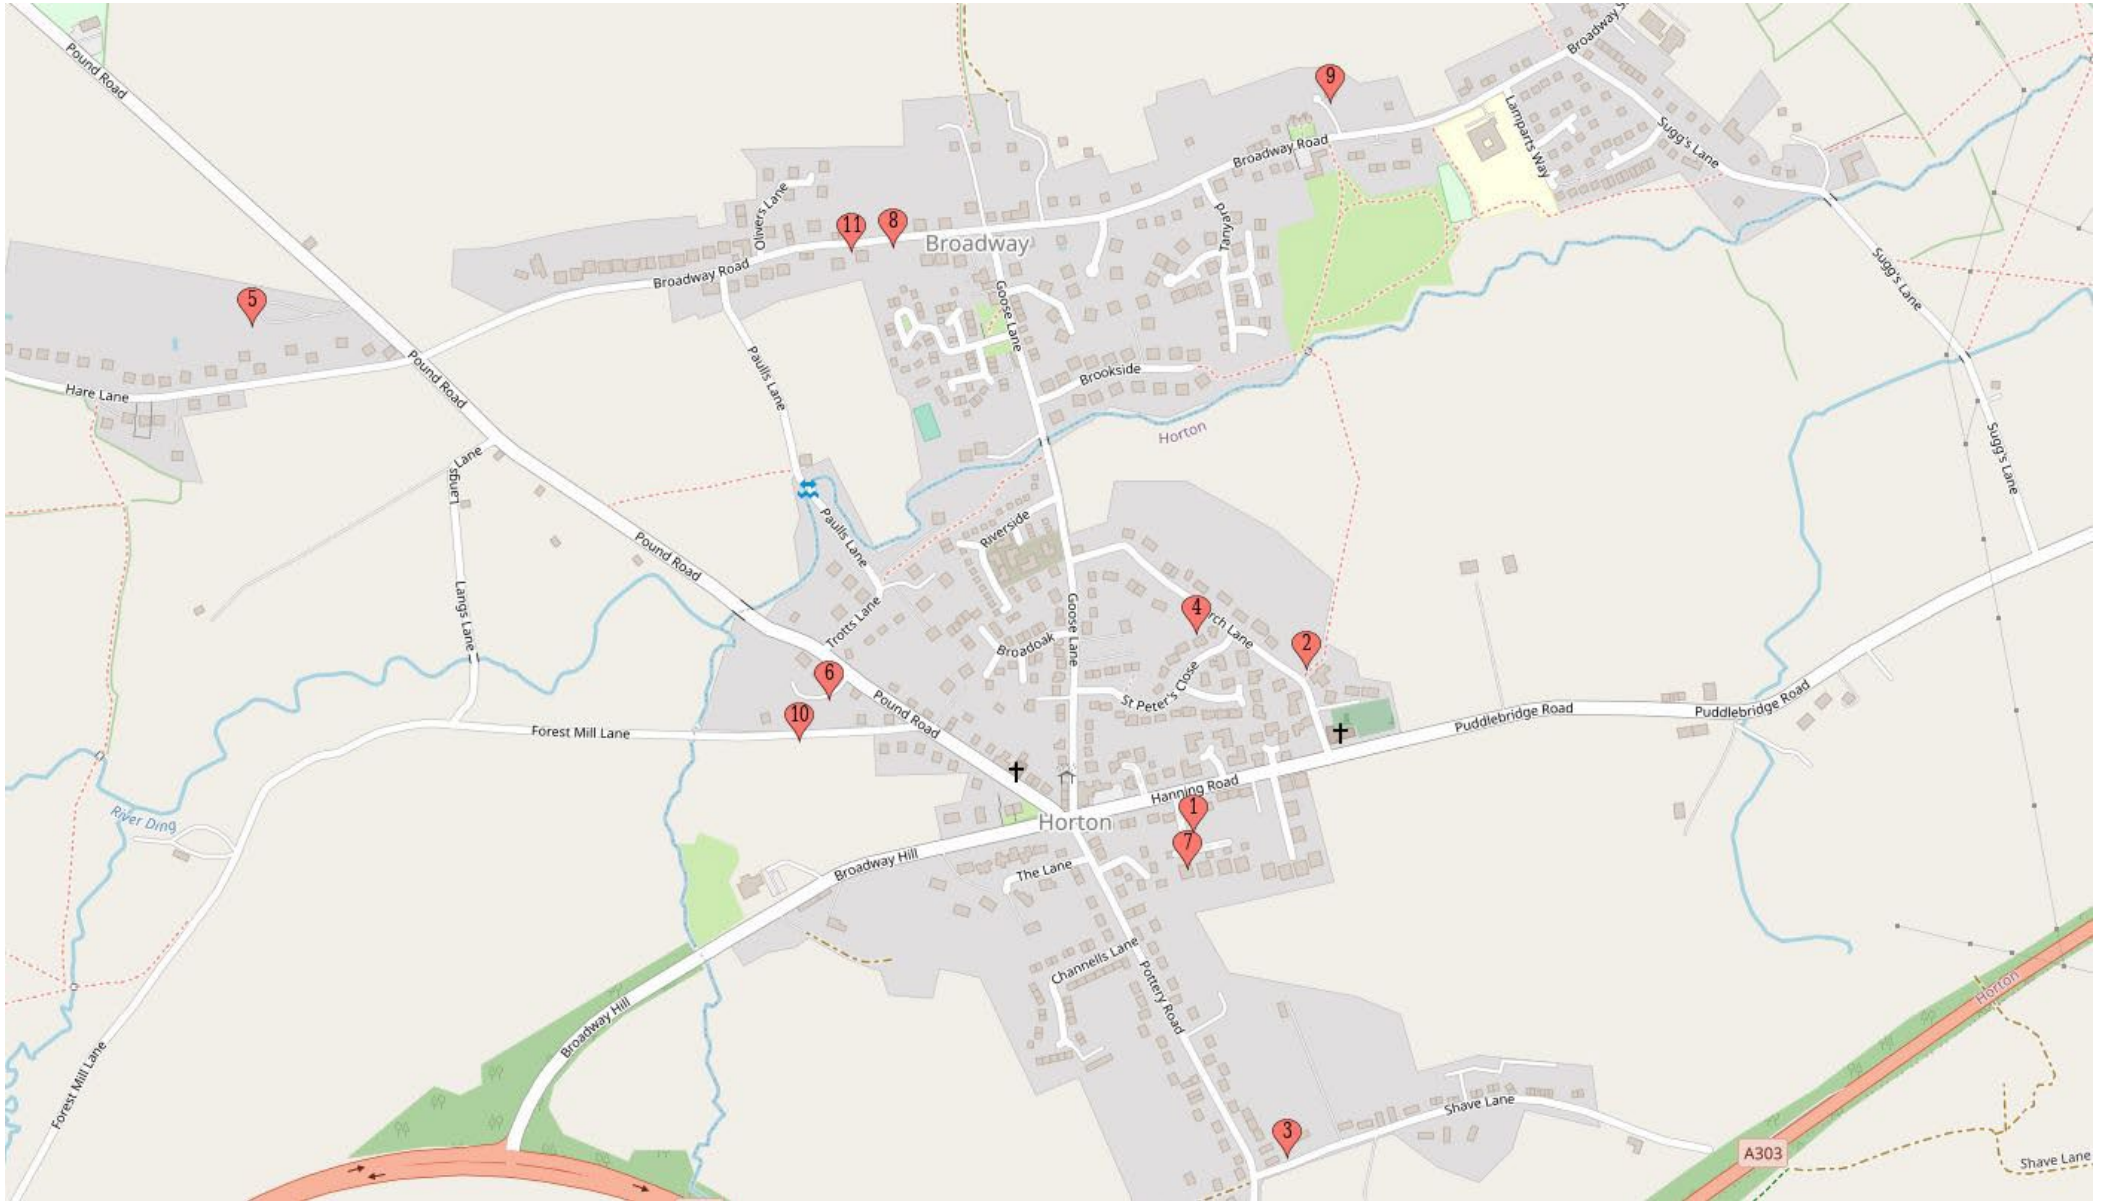 Pound Road
Broadway S
9
Lamparts Way
Sugg's Lane
Broadway Road
Olivers Lane
11
8
Broadway
Tanyard
Broadway Road
Sugg's Lane
5
Goose Lane
Hare Lane
Pound Road
Paulls Lane
Brookside
Horton
Langs Lane
Sugg's Lane
Pound Road
Paulls Lane
Riverside
Langs Lane
Trotts Lane
Goose Lane
Broadoak
4
rch Lane
2
6
St Peter's Close
10
Pound Road
Forest Mill Lane
Puddlebridge Road
Puddlebridge Road
River Ding
Hanning Road
1
Horton
7
Broadway Hill
The Lane
Channells Lane
Pottery Road
Horton
Broadway Hill
Forest Mill Lane
Shave Lane
3
A303
Shave Lane